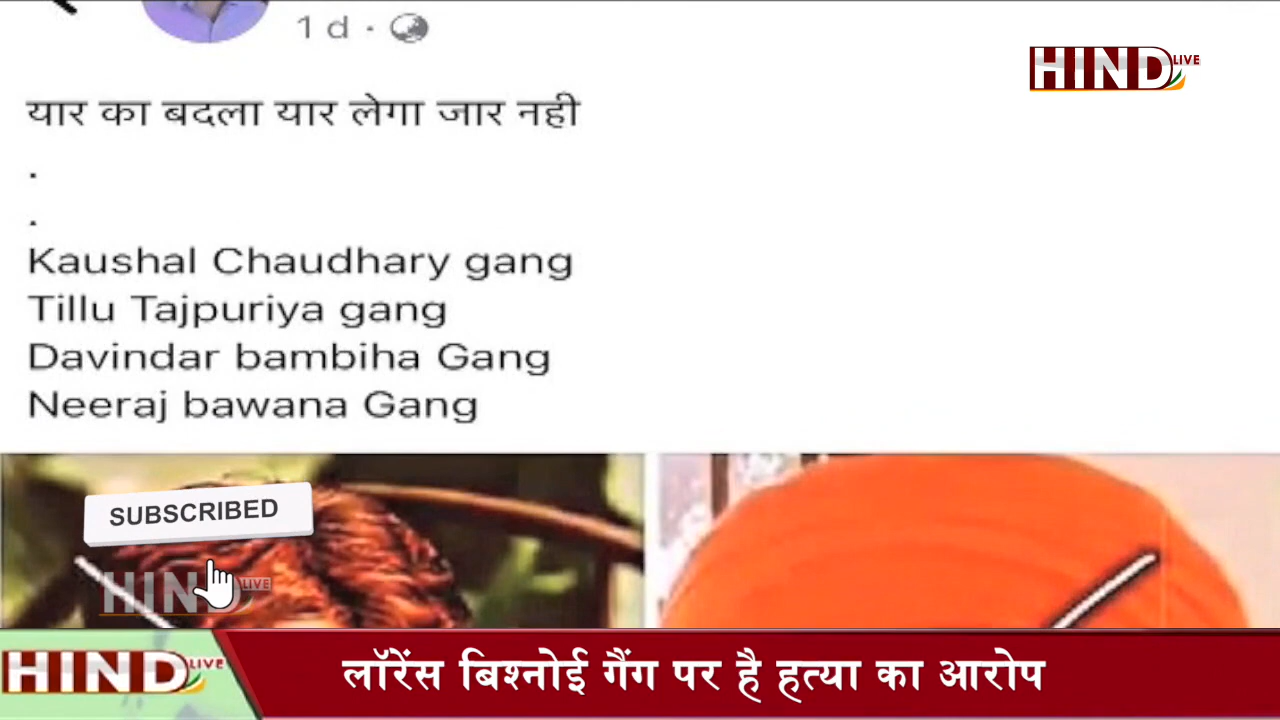 1 d ·
HIND LIVE
यार का बदला यार लेगा जार नही
.
.
Kaushal Chaudhary gang
Tillu Tajpuriya gang
Davindar bambiha Gang
Neeraj bawana Gang
SUBSCRIBED
HIND LIVE
HIND LIVE
लॉरेंस बिश्नोई गैंग पर है हत्या का आरोप